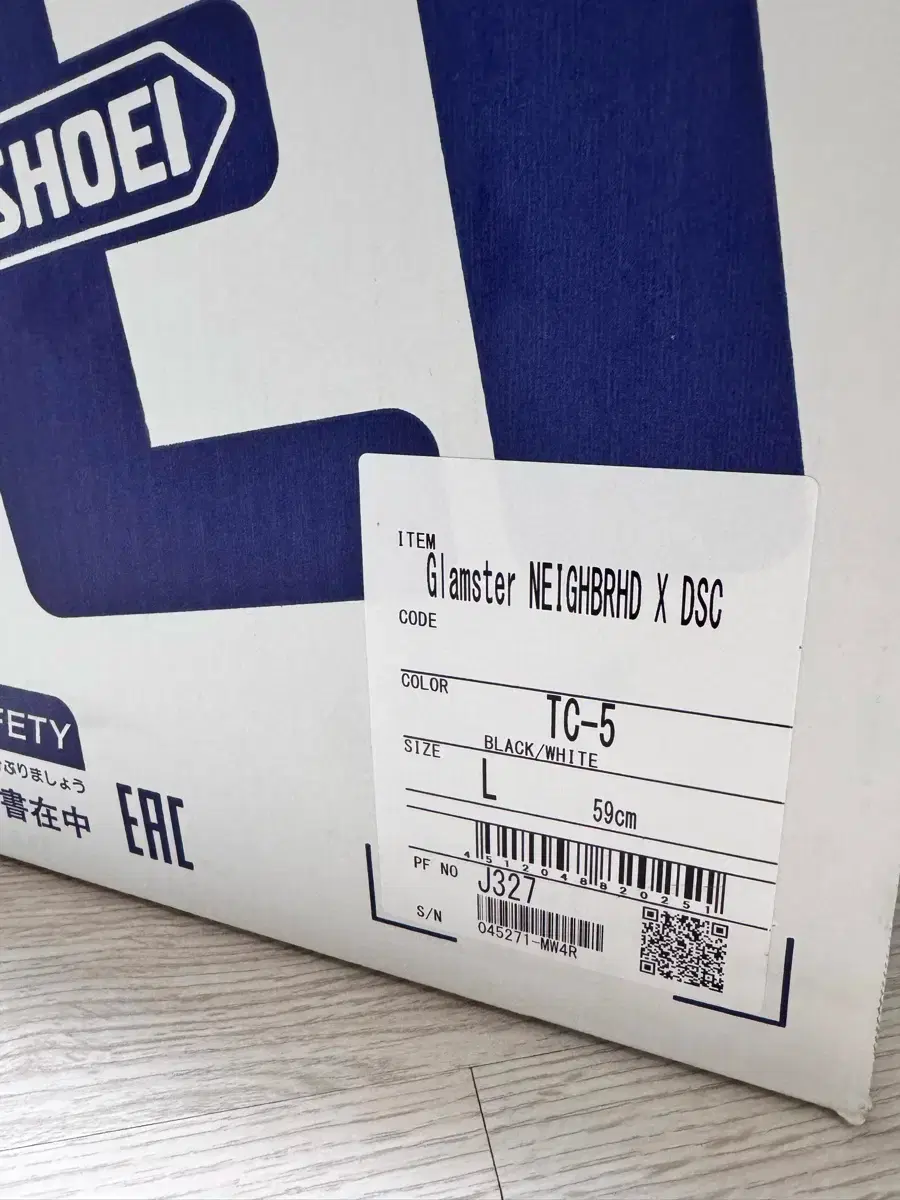 SHOEI
ITEM
Glamster NEIGHBRHD X DSC
CODE
COLOR
TC-5
BLACK/WHITE
SIZE
L
59cm
4512048820251
PF NO
J327
S/N
045271-MW4R
FETY
ぶりましょう
書在中
EAC